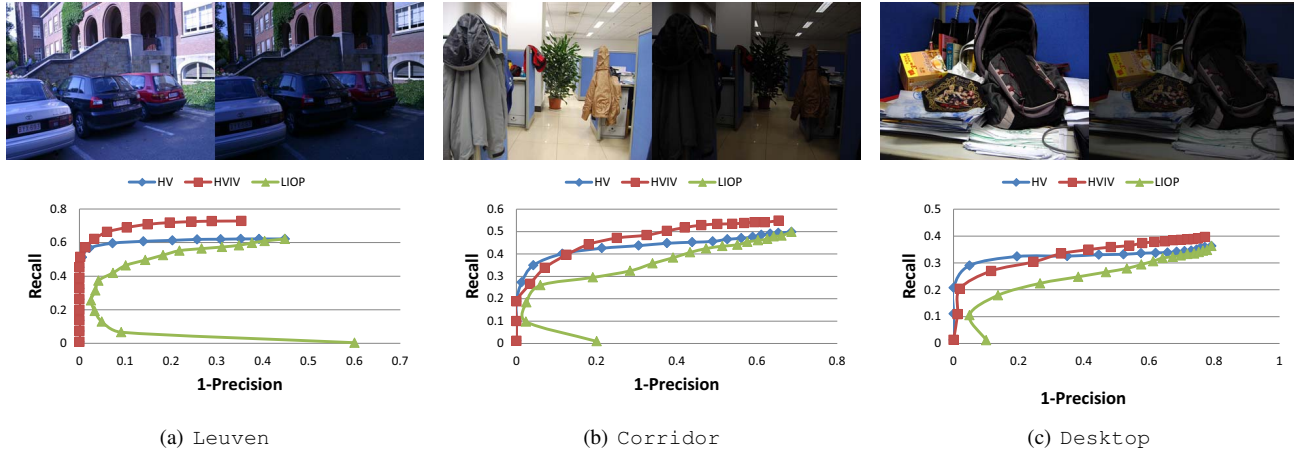 HV HVIV LIOP
0.8
0.6
0.4
0.2
0
Recall
0 0.1 0.2 0.3 0.4 0.5 0.6 0.7
1-Precision
(a) Leuven
HV HVIV LIOP
0.6
0.5
0.4
0.3
0.2
0.1
0
Recall
0 0.2 0.4 0.6 0.8
1-Precision
(b) Corridor
HV HVIV LIOP
0.5
0.4
0.3
0.2
0.1
0
Recall
0 0.2 0.4 0.6 0.8 1
1-Precision
(c) Desktop